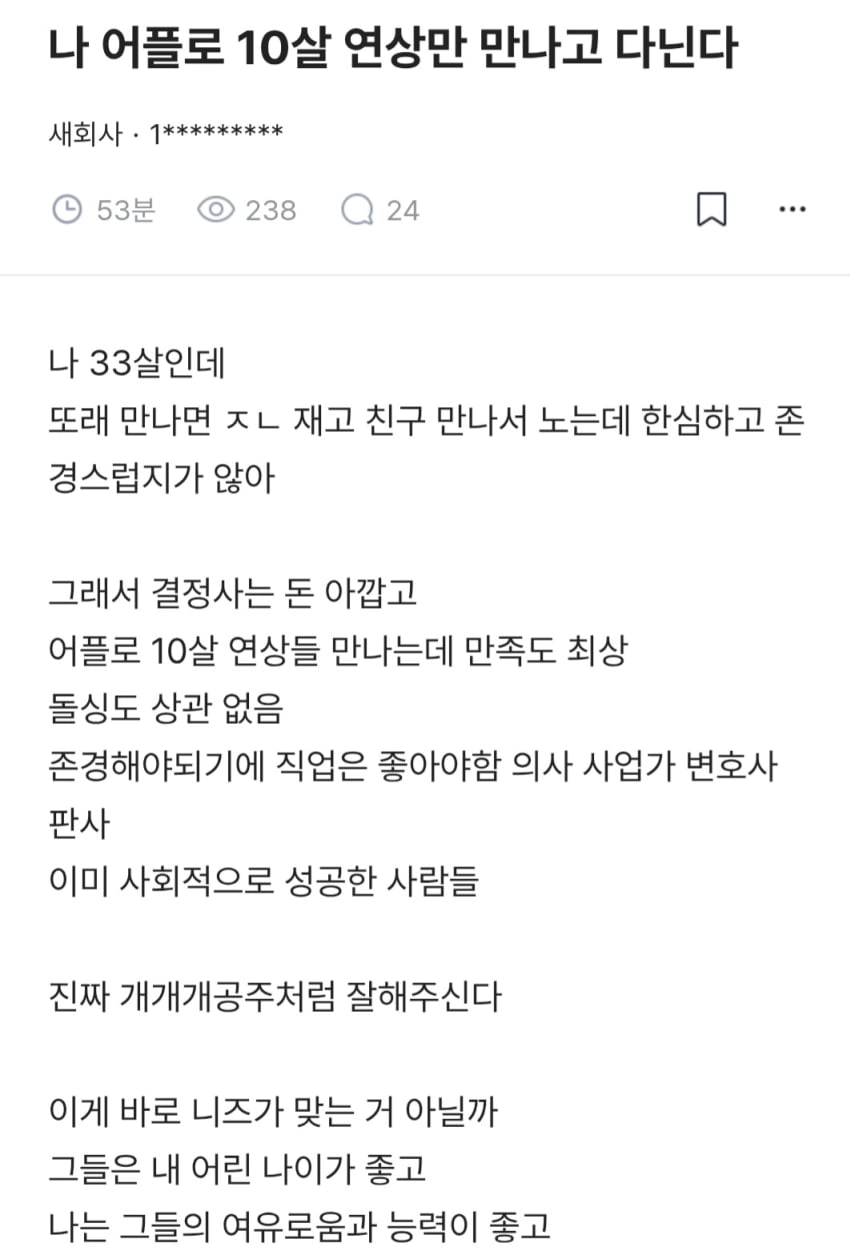 나 어플로 10살 연상만 만나고 다닌다
새회사 · 1*********
53분 238 24
나 33살인데
또래 만나면 ㅈㄴ 재고 친구 만나서 노는데 한심하고 존
경스럽지가 않아
그래서 결정사는 돈 아깝고
어플로 10살 연상들 만나는데 만족도 최상
돌싱도 상관 없음
존경해야되기에 직업은 좋아야함 의사 사업가 변호사
판사
이미 사회적으로 성공한 사람들
진짜 개개개공주처럼 잘해주신다
이게 바로 니즈가 맞는 거 아닐까
그들은 내 어린 나이가 좋고
나는 그들의 여유로움과 능력이 좋고